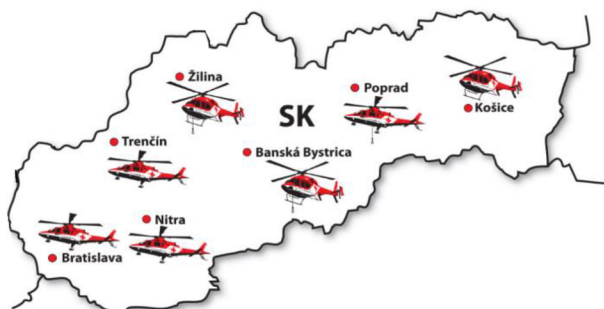 Žilina
Poprad
Košice
SK
Trenčín
Banská Bystrica
Nitra
Bratislava